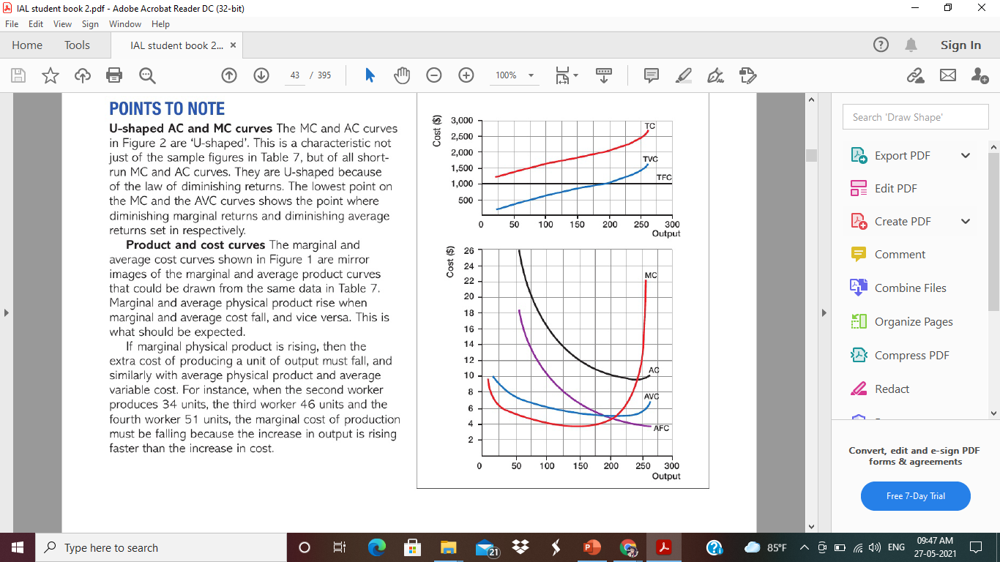 IAL student book 2.pdf - Adobe Acrobat Reader DC (32-bit)
File Edit View Sign Window Help
Home Tools IAL student book 2... × Sign In
43 / 395 100%
POINTS TO NOTE
U-shaped AC and MC curves The MC and AC curves
in Figure 2 are ‘U-shaped’. This is a characteristic not
just of the sample figures in Table 7, but of all short-
run MC and AC curves. They are U-shaped because
of the law of diminishing returns. The lowest point on
the MC and the AVC curves shows the point where
diminishing marginal returns and diminishing average
returns set in respectively.
Product and cost curves The marginal and
average cost curves shown in Figure 1 are mirror
images of the marginal and average product curves
that could be drawn from the same data in Table 7.
Marginal and average physical product rise when
marginal and average cost fall, and vice versa. This is
what should be expected.
If marginal physical product is rising, then the
extra cost of producing a unit of output must fall, and
similarly with average physical product and average
variable cost. For instance, when the second worker
produces 34 units, the third worker 46 units and the
fourth worker 51 units, the marginal cost of production
must be falling because the increase in output is rising
faster than the increase in cost.
Cost ($)
3,000
2,500
2,000
1,500
1,000
500
TC
TVC
TFC
0 50 100 150 200 250 300
Output
Cost ($)
26
24
22
20
18
16
14
12
10
8
6
4
2
MC
AC
AVC
AFC
0 50 100 150 200 250 300
Output
Search 'Draw Shape'
Export PDF
Edit PDF
Create PDF
Comment
Combine Files
Organize Pages
Compress PDF
Redact
Convert, edit and e-sign PDF
forms & agreements
Free 7-Day Trial
Type here to search
21
85°F ENG 09:47 AM
27-05-2021